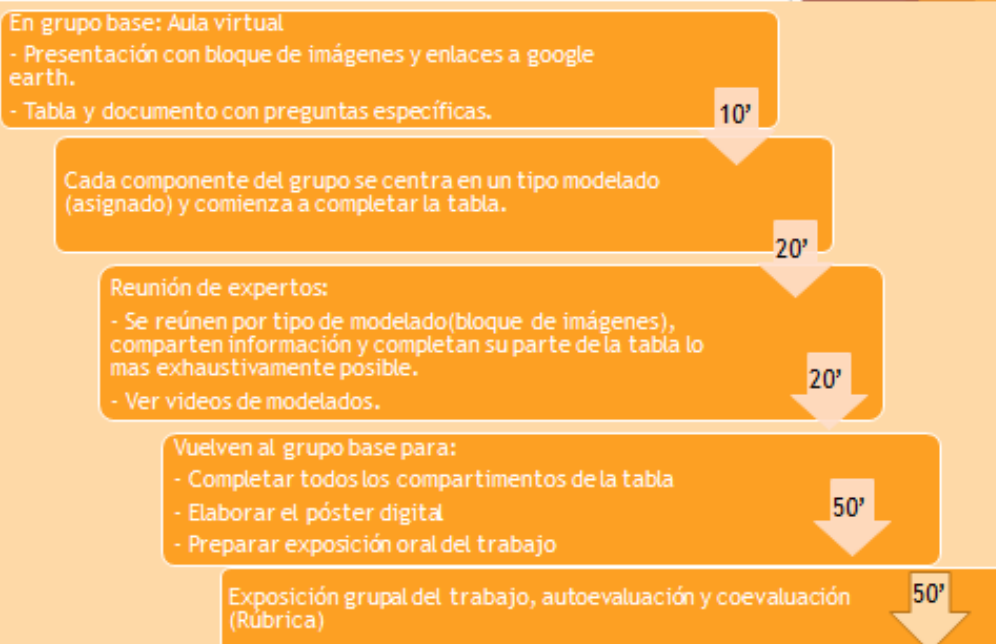 En grupo base: Aula virtual
- Presentación con bloque de imágenes y enlaces a google
earth.
- Tabla y documento con preguntas específicas.
10’
Cada componente del grupo se centra en un tipo modelado
(asignado) y comienza a completar la tabla.
20’
Reunión de expertos:
- Se reúnen por tipo de modelado(bloque de imágenes),
comparten información y completan su parte de la tabla lo
mas exhaustivamente posible.
- Ver videos de modelados.
20’
Vuelven al grupo base para:
- Completar todos los compartimentos de la tabla
- Elaborar el póster digital
- Preparar exposición oral del trabajo
50’
Exposición grupal del trabajo, autoevaluación y coevaluación
(Rúbrica)
50’